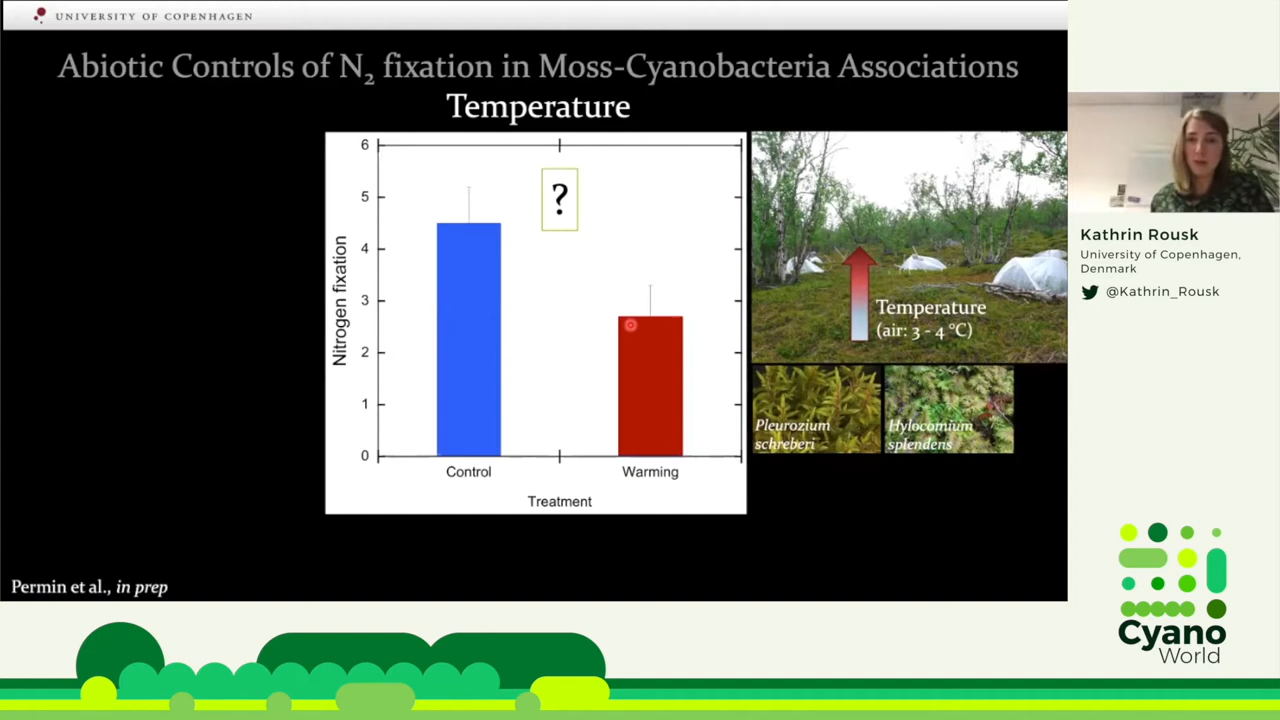 UNIVERSITY OF COPENHAGEN
Abiotic Controls of N2 fixation in Moss-Cyanobacteria Associations
Temperature
6
5
4
3
2
1
0
Nitrogen fixation
?
Control
Warming
Treatment
Temperature
(air: 3 - 4 °C)
Pleurozium
schreberi
Hylocomium
splendens
Permin et al., in prep
Kathrin Rousk
University of Copenhagen,
Denmark
@Kathrin_Rousk
Cyano
World